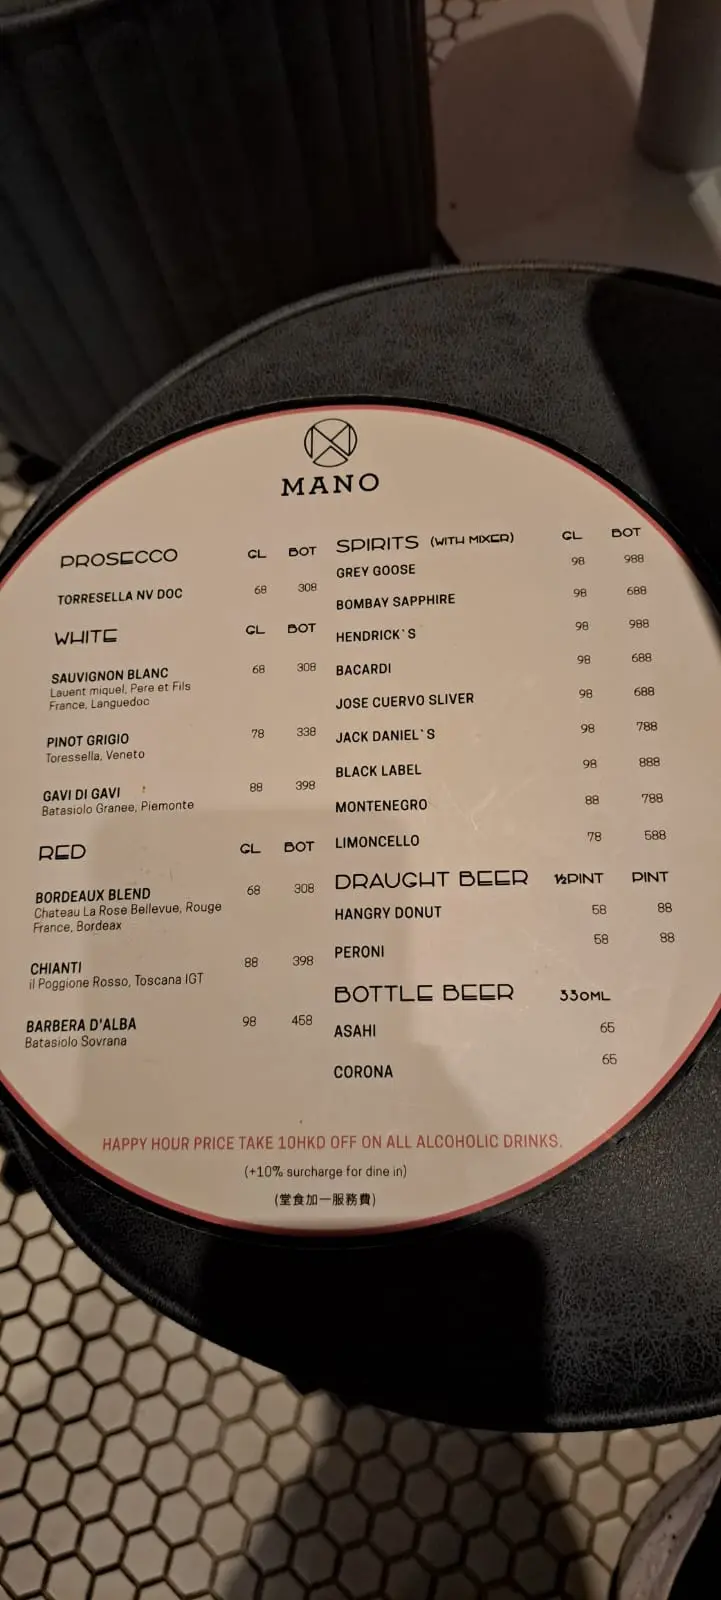 MANO
PROSECCO GL BOT
TORRESELLA NV DOC 68 308
WHITE GL BOT
SAUVIGNON BLANC 68 308
Lauent miquel, Pere et Fils
France, Languedoc
PINOT GRIGIO 78 338
Toressella, Veneto
GAVI DI GAVI 88 398
Batasiolo Granee, Piemonte
RED GL BOT
BORDEAUX BLEND 68 308
Chateau La Rose Bellevue, Rouge
France, Bordeax
CHIANTI 88 398
il Poggione Rosso, Toscana IGT
BARBERA D'ALBA 98 458
Batasiolo Sovrana
SPIRITS (WITH MIXER) GL BOT
GREY GOOSE 98 988
BOMBAY SAPPHIRE 98 688
HENDRICK`S 98 988
BACARDI 98 688
JOSE CUERVO SLIVER 98 688
JACK DANIEL`S 98 788
BLACK LABEL 98 888
MONTENEGRO 88 788
LIMONCELLO 78 588
DRAUGHT BEER ½PINT PINT
HANGRY DONUT 58 88
PERONI 58 88
BOTTLE BEER 330ML
ASAHI 65
CORONA 65
HAPPY HOUR PRICE TAKE 10HKD OFF ON ALL ALCOHOLIC DRINKS.
(+10% surcharge for dine in)
(堂食加一服務費)